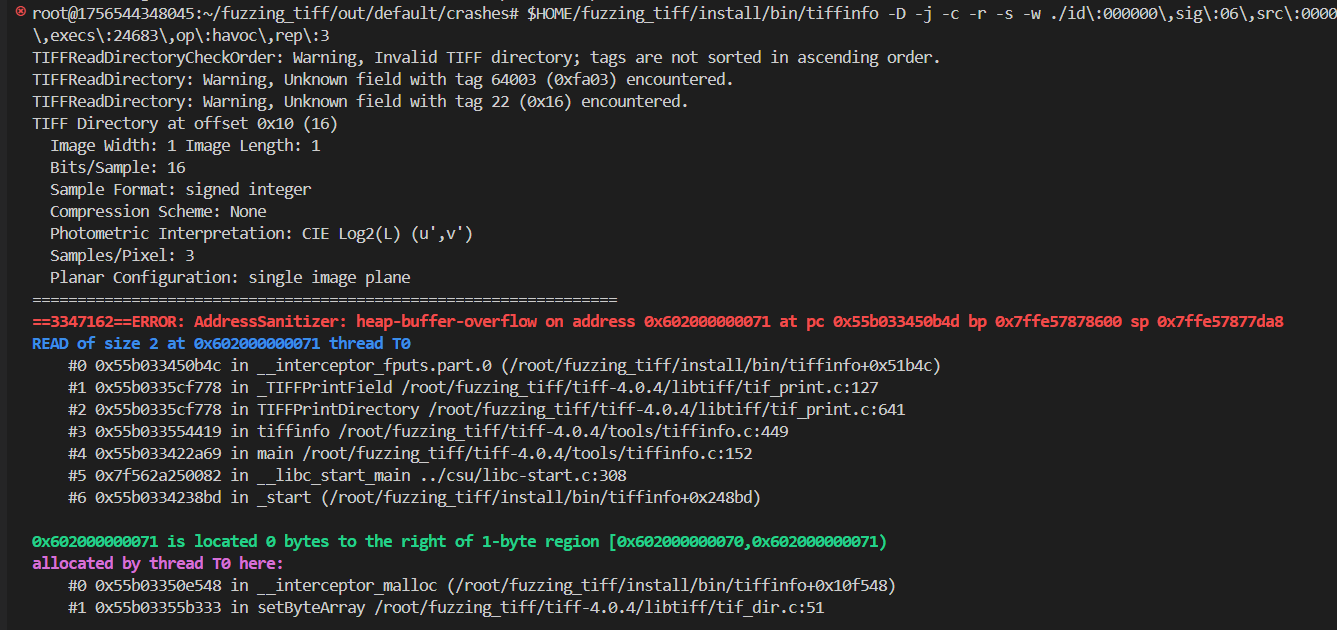 root@1756544348045:~/fuzzing_tiff/out/default/crashes# $HOME/fuzzing_tiff/install/bin/tiffinfo -D -j -c -r -s -w ./id\:000000\,sig\:06\,src\:0000
\,execs\:24683\,op\:havoc\,rep\:3
TIFFReadDirectoryCheckOrder: Warning, Invalid TIFF directory; tags are not sorted in ascending order.
TIFFReadDirectory: Warning, Unknown field with tag 64003 (0xfa03) encountered.
TIFFReadDirectory: Warning, Unknown field with tag 22 (0x16) encountered.
TIFF Directory at offset 0x10 (16)
  Image Width: 1 Image Length: 1
  Bits/Sample: 16
  Sample Format: signed integer
  Compression Scheme: None
  Photometric Interpretation: CIE Log2(L) (u',v')
  Samples/Pixel: 3
  Planar Configuration: single image plane
=================================================================
==3347162==ERROR: AddressSanitizer: heap-buffer-overflow on address 0x602000000071 at pc 0x55b033450b4d bp 0x7ffe57878600 sp 0x7ffe57877da8
READ of size 2 at 0x602000000071 thread T0
    #0 0x55b033450b4c in __interceptor_fputs.part.0 (/root/fuzzing_tiff/install/bin/tiffinfo+0x51b4c)
    #1 0x55b0335cf778 in _TIFFPrintField /root/fuzzing_tiff/tiff-4.0.4/libtiff/tif_print.c:127
    #2 0x55b0335cf778 in TIFFPrintDirectory /root/fuzzing_tiff/tiff-4.0.4/libtiff/tif_print.c:641
    #3 0x55b033554419 in tiffinfo /root/fuzzing_tiff/tiff-4.0.4/tools/tiffinfo.c:449
    #4 0x55b033422a69 in main /root/fuzzing_tiff/tiff-4.0.4/tools/tiffinfo.c:152
    #5 0x7f562a250082 in __libc_start_main ../csu/libc-start.c:308
    #6 0x55b0334238bd in _start (/root/fuzzing_tiff/install/bin/tiffinfo+0x248bd)

0x602000000071 is located 0 bytes to the right of 1-byte region [0x602000000070,0x602000000071)
allocated by thread T0 here:
    #0 0x55b03350e548 in __interceptor_malloc (/root/fuzzing_tiff/install/bin/tiffinfo+0x10f548)
    #1 0x55b03355b333 in setByteArray /root/fuzzing_tiff/tiff-4.0.4/libtiff/tif_dir.c:51